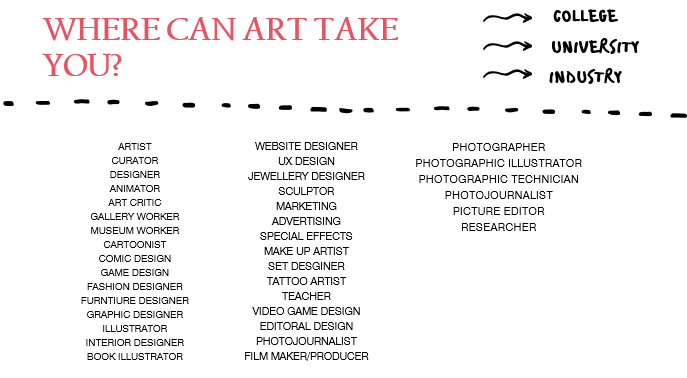 WHERE CAN ART TAKE
YOU?
COLLEGE
UNIVERSITY
INDUSTRY
ARTIST
CURATOR
DESIGNER
ANIMATOR
ART CRITIC
GALLERY WORKER
MUSEUM WORKER
CARTOONIST
COMIC DESIGN
GAME DESIGN
FASHION DESIGNER
FURNTIURE DESIGNER
GRAPHIC DESIGNER
ILLUSTRATOR
INTERIOR DESIGNER
BOOK ILLUSTRATOR
WEBSITE DESIGNER
UX DESIGN
JEWELLERY DESIGNER
SCULPTOR
MARKETING
ADVERTISING
SPECIAL EFFECTS
MAKE UP ARTIST
SET DESGINER
TATTOO ARTIST
TEACHER
VIDEO GAME DESIGN
EDITORAL DESIGN
PHOTOJOURNALIST
FILM MAKER/PRODUCER
PHOTOGRAPHER
PHOTOGRAPHIC ILLUSTRATOR
PHOTOGRAPHIC TECHNICIAN
PHOTOJOURNALIST
PICTURE EDITOR
RESEARCHER